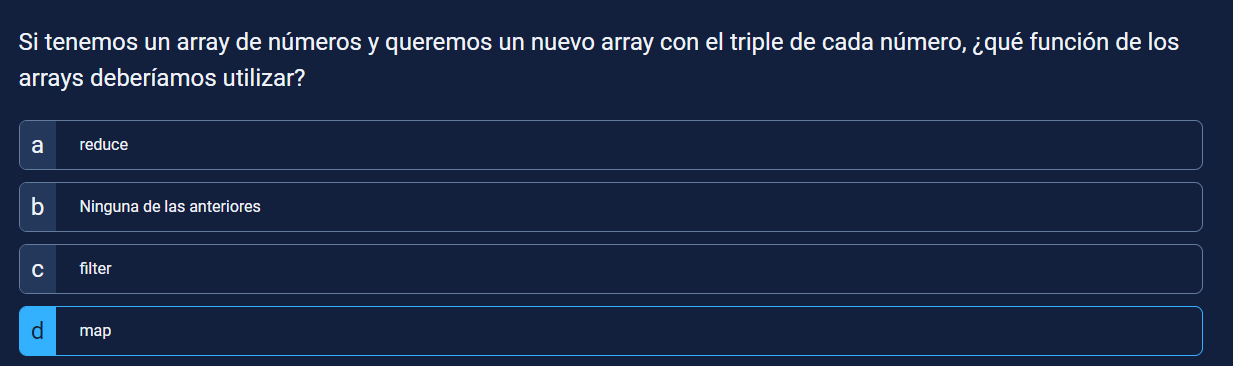 Si tenemos un array de números y queremos un nuevo array con el triple de cada número, ¿qué función de los
arrays deberíamos utilizar?
a reduce
b Ninguna de las anteriores
c filter
d map